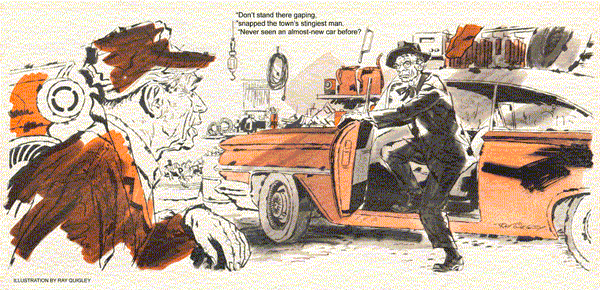 "Don't stand there gaping,
"snapped the town's stingiest man.
"Never seen an almost-new car before?
ILLUSTRATION BY RAY QUIGLEY